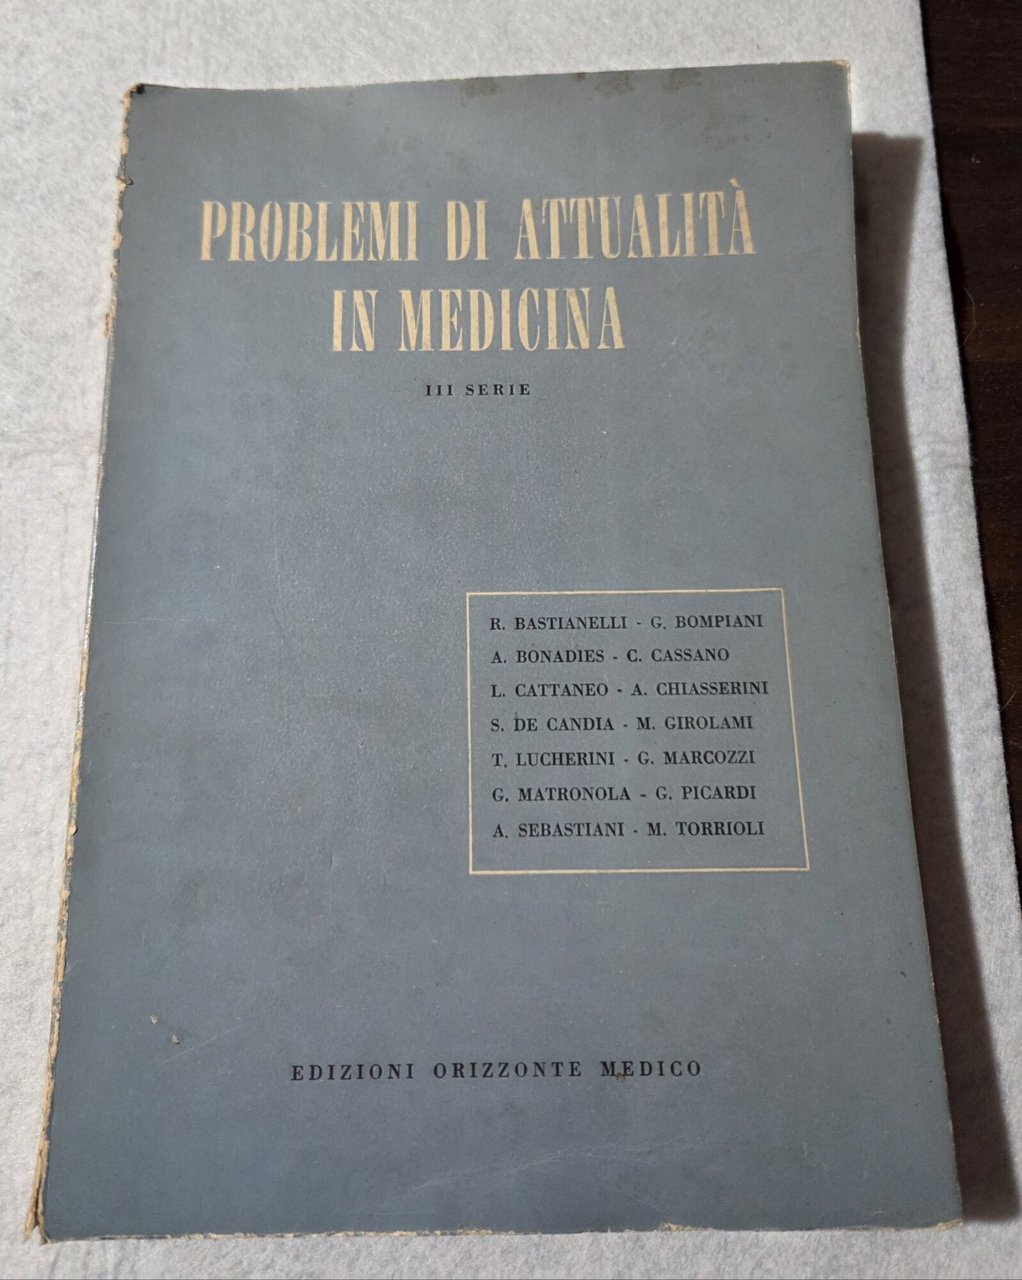 PROBLEMI DI ATTUALITÀ
IN MEDICINA
III SERIE
R. BASTIANELLI - G. BOMPIANI
A. BONADIES - C. CASSANO
L. CATTANEO - A. CHIASSERINI
S. DE CANDIA - M. GIROLAMI
T. LUCHERINI - G. MARCOZZI
G. MATRONOLA - G. PICARDI
A. SEBASTIANI - M. TORRIOLI
EDIZIONI ORIZZONTE MEDICO